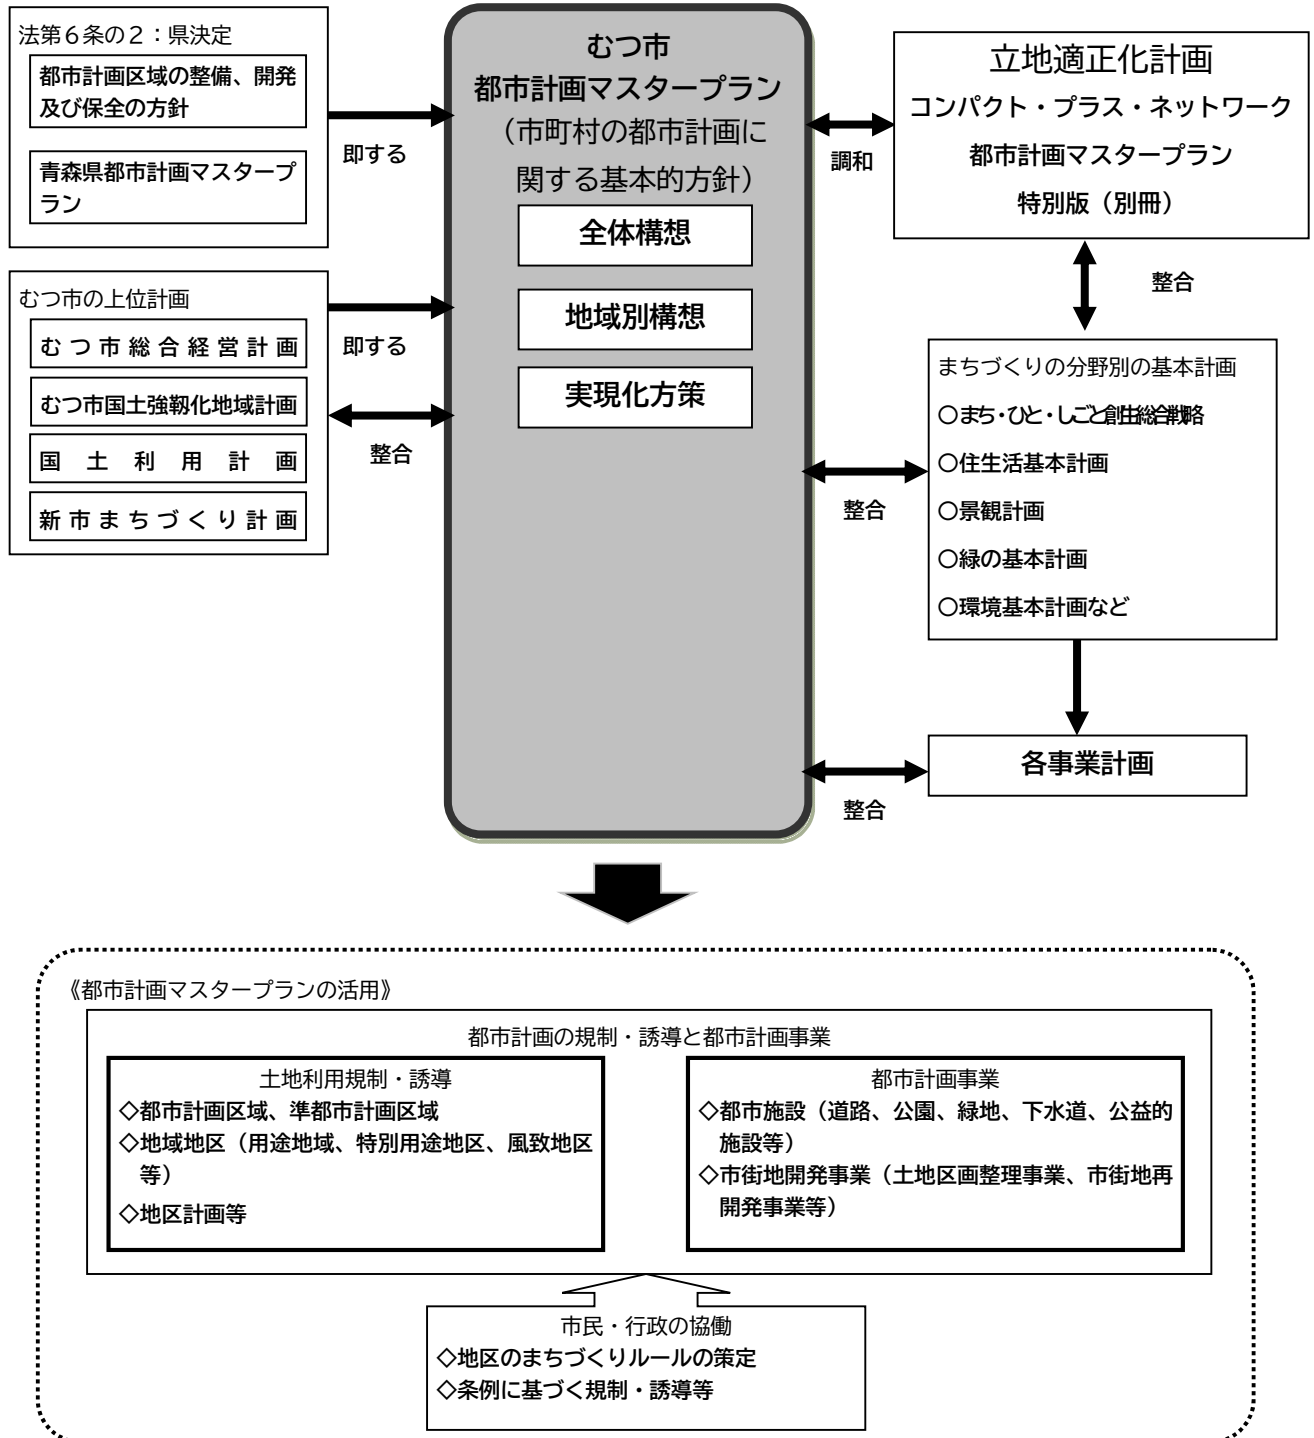 法第６条の２：県決定
都市計画区域の整備、開発
及び保全の方針
青森県都市計画マスタープ
ラン
即する
むつ市の上位計画
むつ市総合経営計画
むつ市国土強靱化地域計画
国土利用計画
新市まちづくり計画
即する
整合
むつ市
都市計画マスタープラン
（市町村の都市計画に
関する基本的方針）
全体構想
地域別構想
実現化方策
調和
立地適正化計画
コンパクト・プラス・ネットワーク
都市計画マスタープラン
特別版（別冊）
整合
まちづくりの分野別の基本計画
〇まち・ひと・しごと創生総合戦略
〇住生活基本計画
〇景観計画
〇緑の基本計画
〇環境基本計画など
整合
各事業計画
整合
《都市計画マスタープランの活用》
都市計画の規制・誘導と都市計画事業
土地利用規制・誘導
◇都市計画区域、準都市計画区域
◇地域地区（用途地域、特別用途地区、風致地区
等）
◇地区計画等
都市計画事業
◇都市施設（道路、公園、緑地、下水道、公益的
施設等）
◇市街地開発事業（土地区画整理事業、市街地再
開発事業等）
市民・行政の協働
◇地区のまちづくりルールの策定
◇条例に基づく規制・誘導等